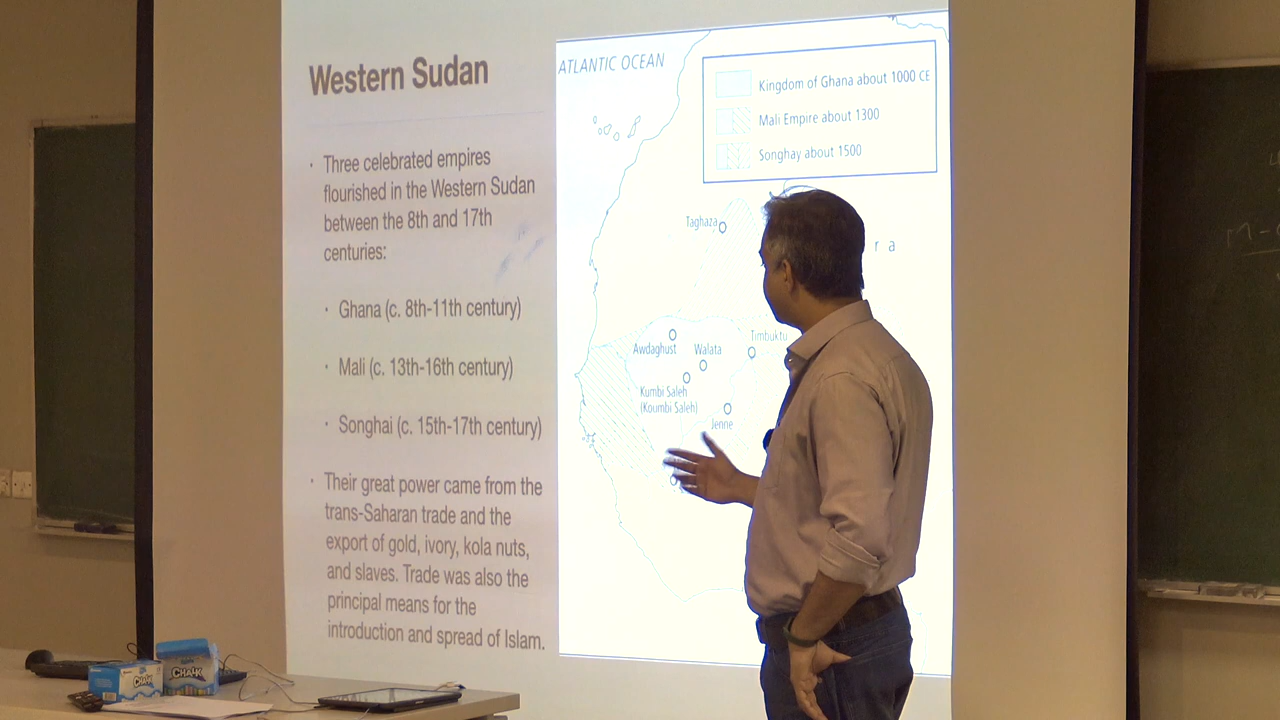 Western Sudan
· Three celebrated empires
flourished in the Western Sudan
between the 8th and 17th
centuries:
· Ghana (c. 8th-11th century)
· Mali (c. 13th-16th century)
· Songhai (c. 15th-17th century)
· Their great power came from the
trans-Saharan trade and the
export of gold, ivory, kola nuts,
and slaves. Trade was also the
principal means for the
introduction and spread of Islam.
ATLANTIC OCEAN
Kingdom of Ghana about 1000 CE
Mali Empire about 1300
Songhay about 1500
Taghaza
r a
Timbuktu
Awdaghust
Walata
Kumbi Saleh
(Koumbi Saleh)
Jenne
CHALK
CHALK